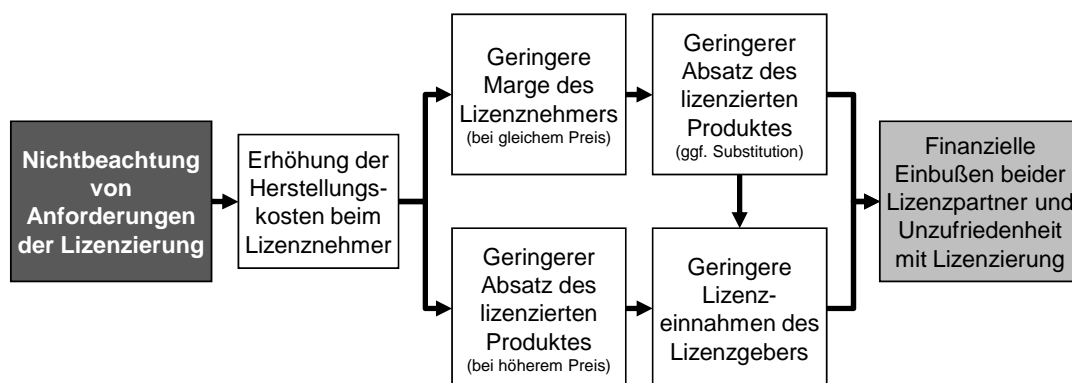 Nichtbeachtung
von
Anforderungen
der Lizenzierung
Erhöhung der
Herstellungs-
kosten beim
Lizenznehmer
Geringere
Marge des
Lizenznehmers
(bei gleichem Preis)
Geringerer
Absatz des
lizenzierten
Produktes
(ggf. Substitution)
Geringerer
Absatz des
lizenzierten
Produktes
(bei höherem Preis)
Geringere
Lizenz-
einnahmen des
Lizenzgebers
Finanzielle
Einbußen beider
Lizenzpartner und
Unzufriedenheit
mit Lizenzierung